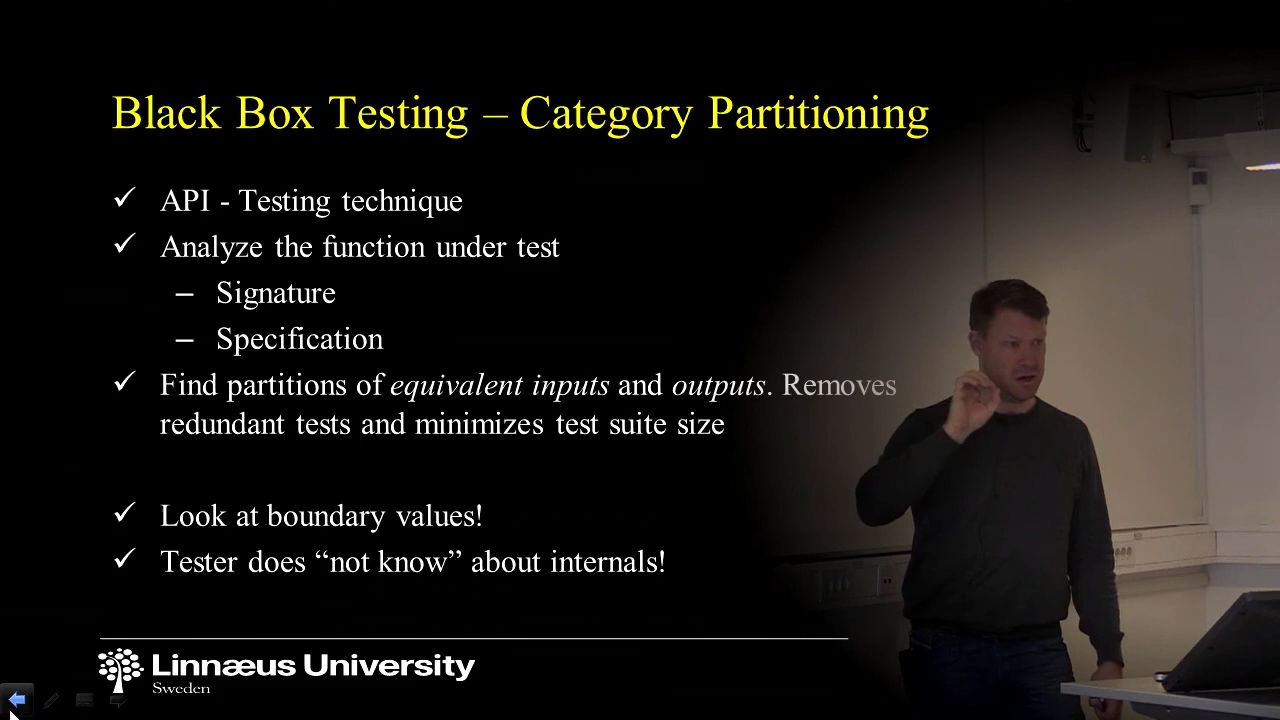 Black Box Testing – Category Partitioning
✓ API - Testing technique
✓ Analyze the function under test
– Signature
– Specification
✓ Find partitions of equivalent inputs and outputs. Removes
redundant tests and minimizes test suite size
✓ Look at boundary values!
✓ Tester does “not know” about internals!
Linnæus University
Sweden